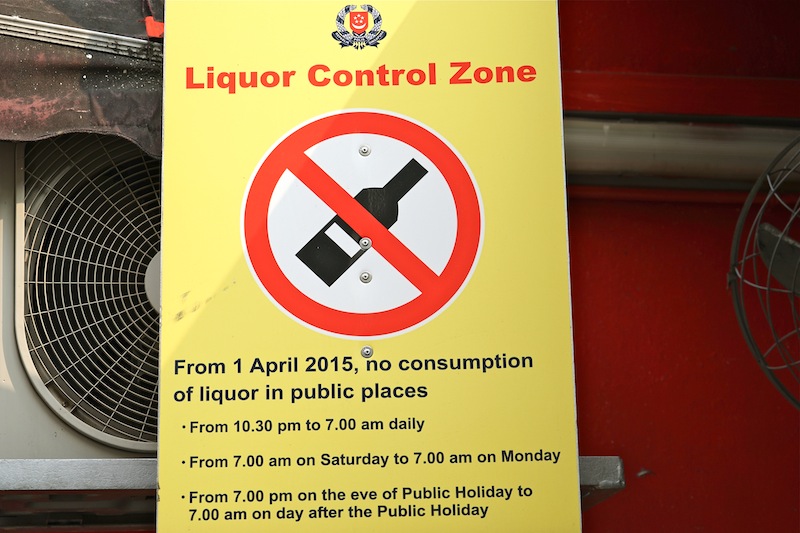 Liquor Control Zone
From 1 April 2015, no consumption
of liquor in public places
· From 10.30 pm to 7.00 am daily
· From 7.00 am on Saturday to 7.00 am on Monday
· From 7.00 pm on the eve of Public Holiday to
7.00 am on day after the Public Holiday